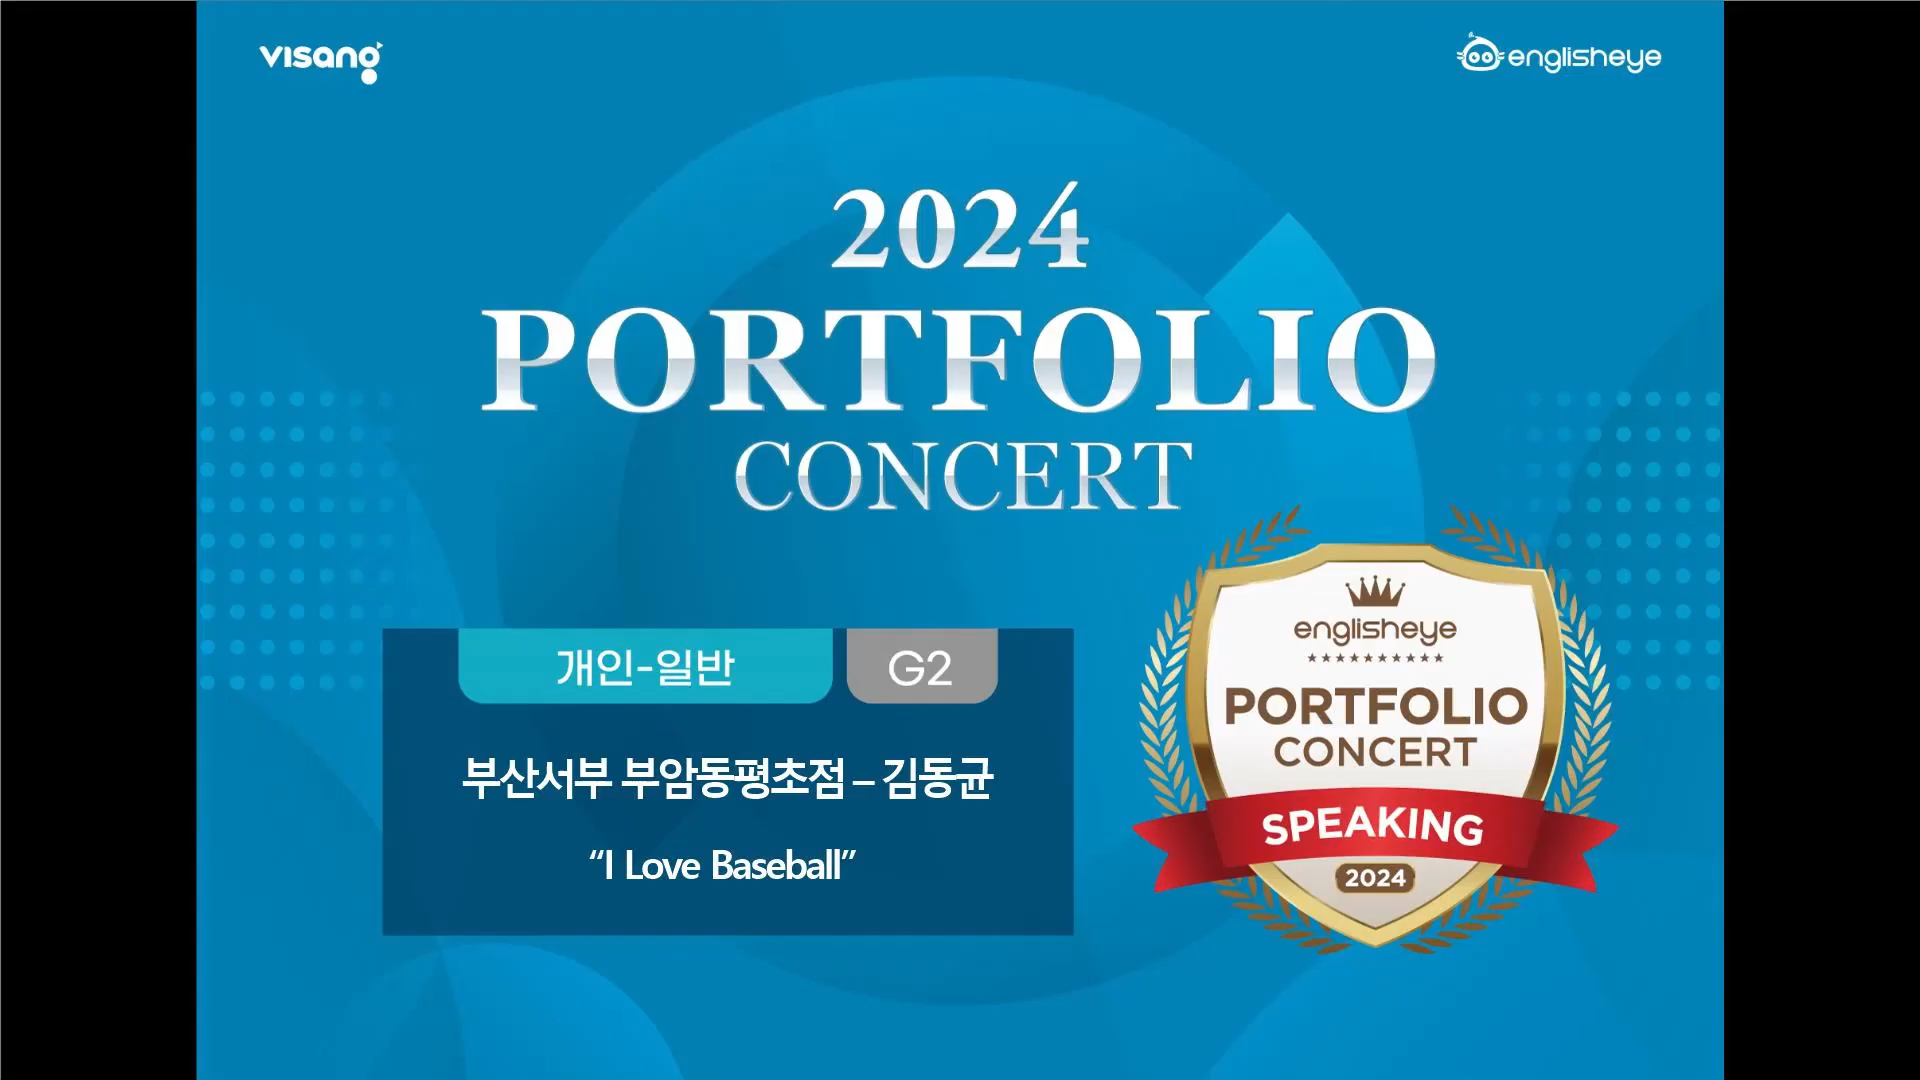 visang
englisheye
2024
PORTFOLIO
CONCERT
개인-일반
G2
부산서부 부암동평초점 – 김동균
“I Love Baseball”
englisheye
PORTFOLIO
CONCERT
SPEAKING
2024